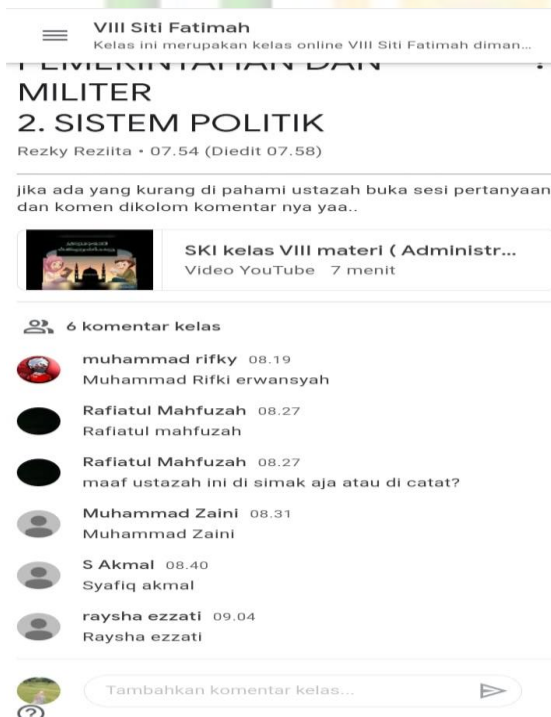 VIII Siti Fatimah
Kelas ini merupakan kelas online VIII Siti Fatimah diman...
PEMERINTAHAN DAN
MILITER
2. SISTEM POLITIK
Rezky Reziita • 07.54 (Diedit 07.58)
jika ada yang kurang di pahami ustazah buka sesi pertanyaan
dan komen dikolom komentar nya yaa..
SKI kelas VIII materi ( Administr...
Video YouTube 7 menit
6 komentar kelas
muhammad rifky 08.19
Muhammad Rifki erwansyah
Rafiatul Mahfuzah 08.27
Rafiatul mahfuzah
Rafiatul Mahfuzah 08.27
maaf ustazah ini di simak aja atau di catat?
Muhammad Zaini 08.31
Muhammad Zaini
S Akmal 08.40
Syafiq akmal
raysha ezzati 09.04
Raysha ezzati
Tambahkan komentar kelas...